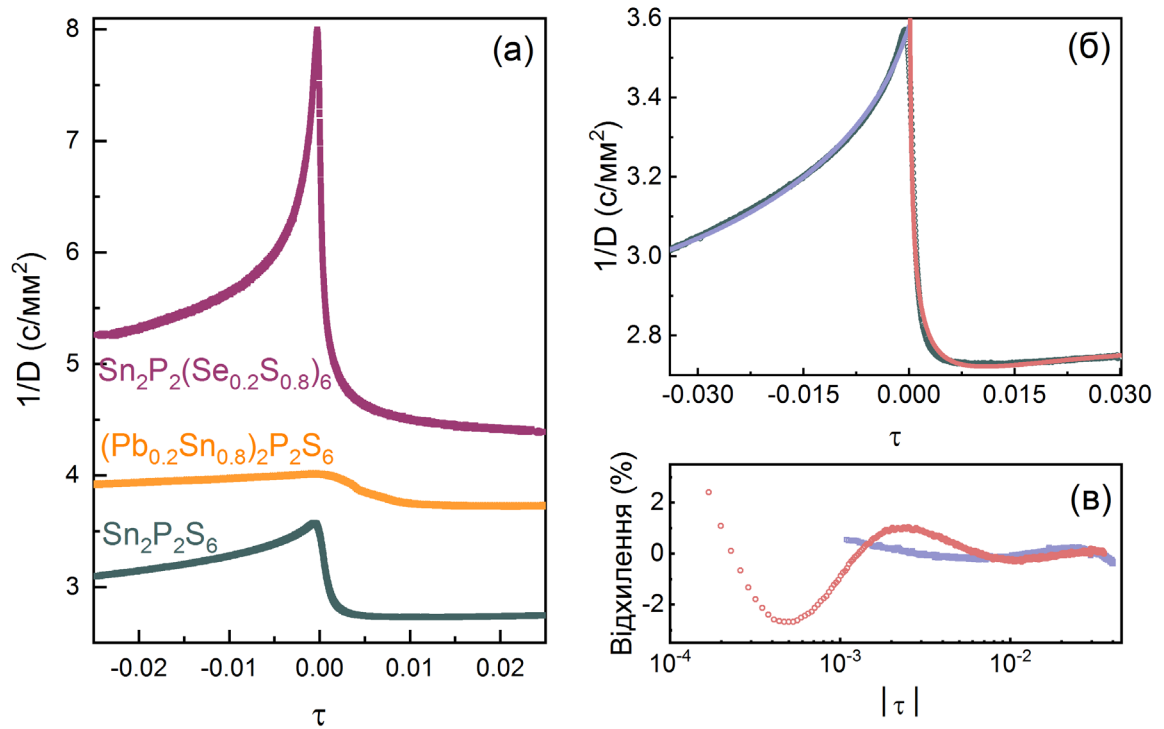 (а)
8
7
6
5
4
3
1/D (с/мм²)
Sn₂P₂(Se₀.₂S₀.₈)₆
(Pb₀.₂Sn₀.₈)₂P₂S₆
Sn₂P₂S₆
-0.02 -0.01 0.00 0.01 0.02
τ
(б)
3.6
3.4
3.2
3.0
2.8
1/D (с/мм²)
-0.030 -0.015 0.000 0.015 0.030
τ
(в)
2
0
-2
Відхилення (%)
10⁻⁴ 10⁻³ 10⁻²
|τ|